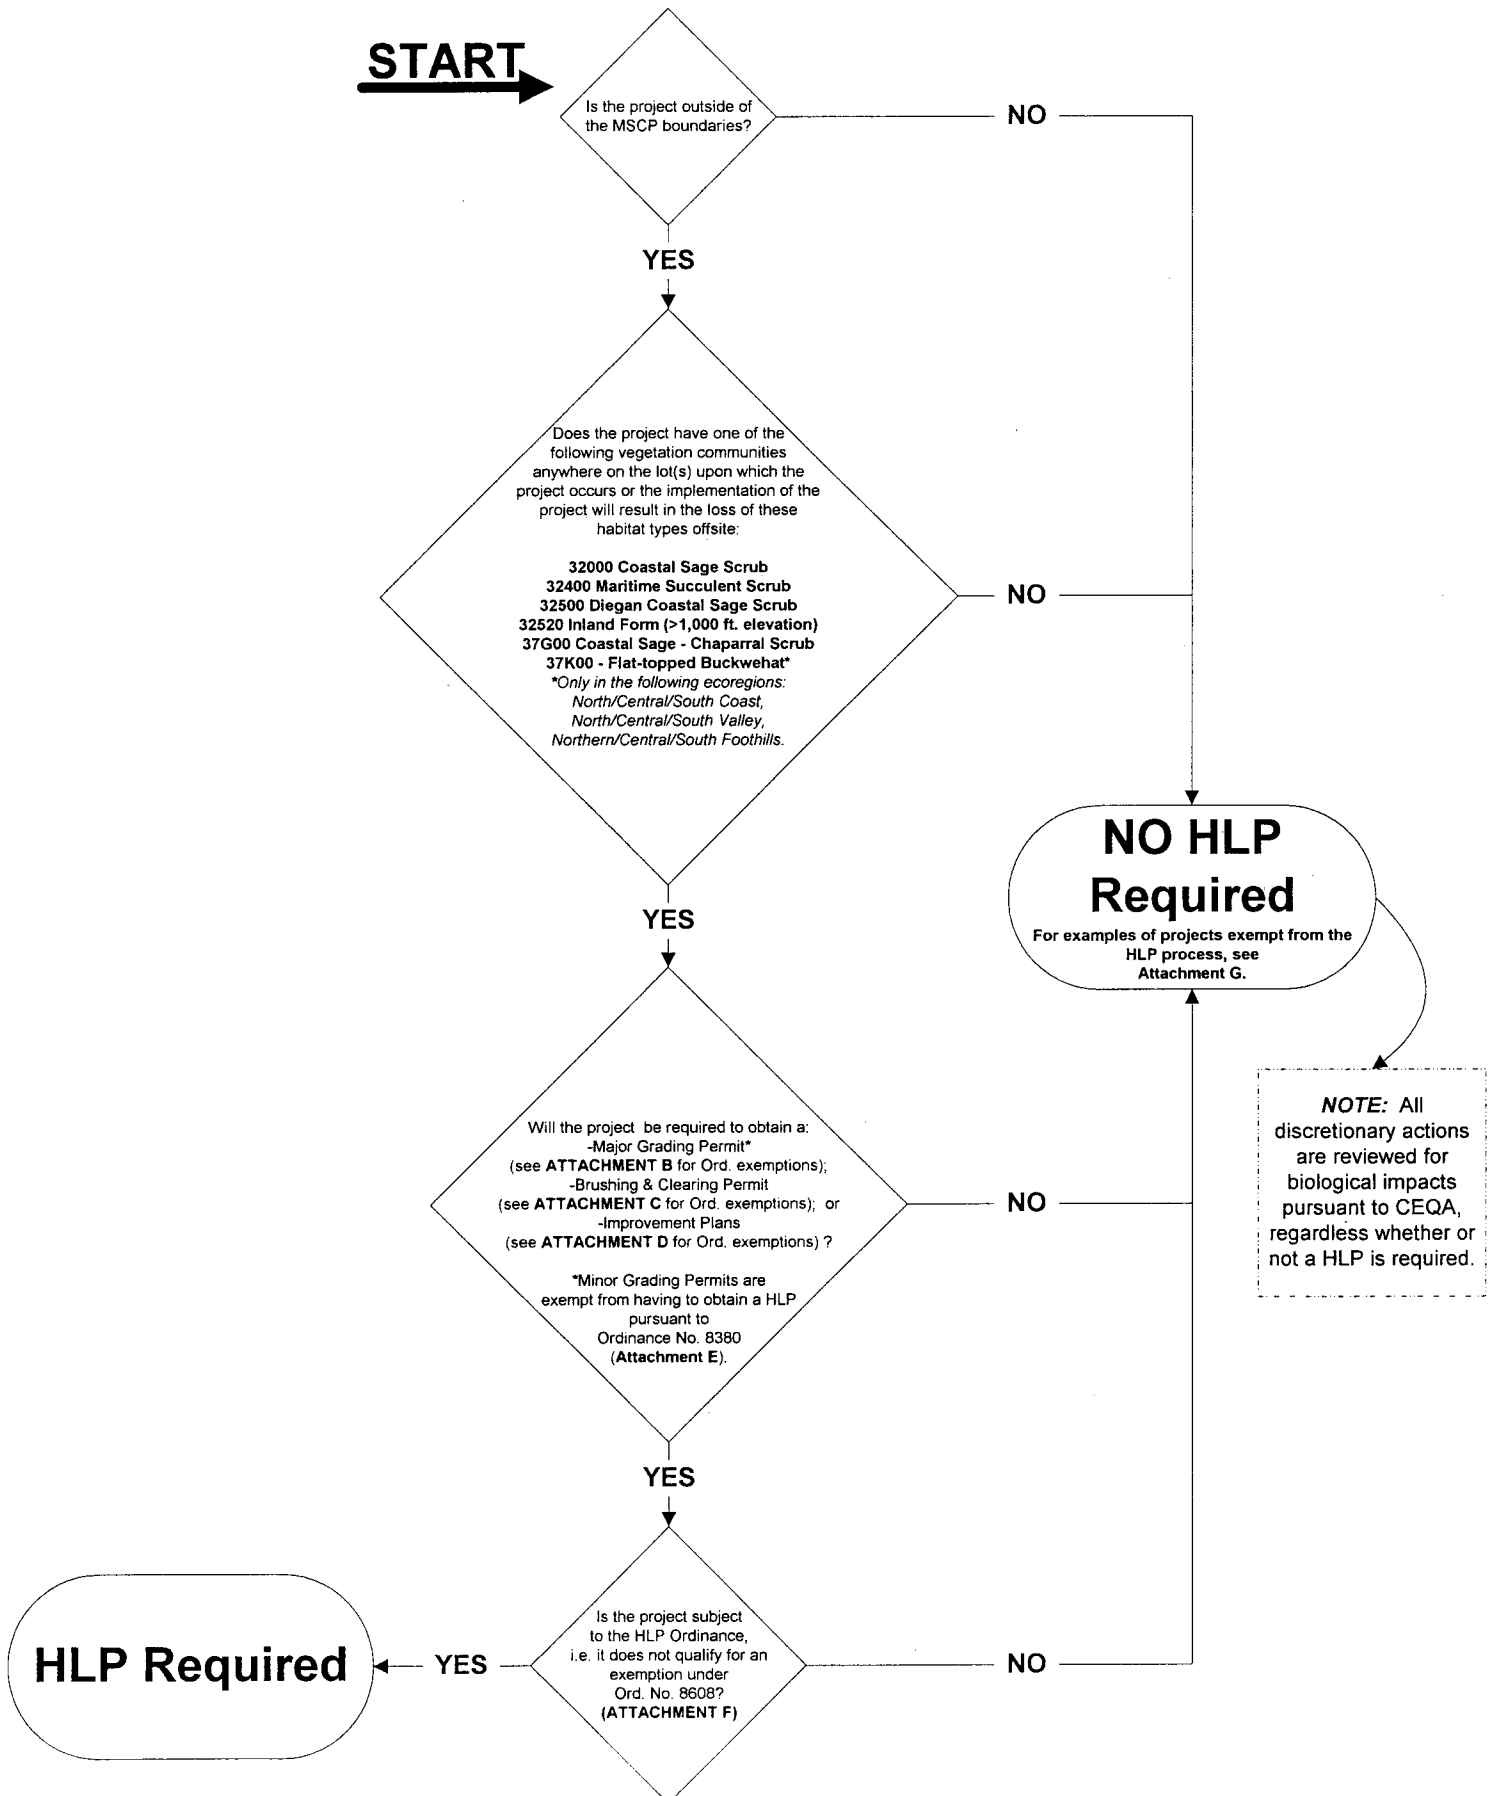 START
Is the project outside of
the MSCP boundaries?
NO
YES
Does the project have one of the
following vegetation communities
anywhere on the lot(s) upon which the
project occurs or the implementation of the
project will result in the loss of these
habitat types offsite:
32000 Coastal Sage Scrub
32400 Maritime Succulent Scrub
32500 Diegan Coastal Sage Scrub
32520 Inland Form (>1,000 ft. elevation)
37G00 Coastal Sage - Chaparral Scrub
37K00 - Flat-topped Buckwehat*
*Only in the following ecoregions:
North/Central/South Coast,
North/Central/South Valley,
Northern/Central/South Foothills.
NO
YES
NO HLP
Required
For examples of projects exempt from the
HLP process, see
Attachment G.
NOTE: All
discretionary actions
are reviewed for
biological impacts
pursuant to CEQA,
regardless whether or
not a HLP is required.
Will the project be required to obtain a:
-Major Grading Permit*
(see ATTACHMENT B for Ord. exemptions);
-Brushing & Clearing Permit
(see ATTACHMENT C for Ord. exemptions); or
-Improvement Plans
(see ATTACHMENT D for Ord. exemptions) ?
*Minor Grading Permits are
exempt from having to obtain a HLP
pursuant to
Ordinance No. 8380
(Attachment E).
NO
YES
Is the project subject
to the HLP Ordinance,
i.e. it does not qualify for an
exemption under
Ord. No. 8608?
(ATTACHMENT F)
NO
YES
HLP Required